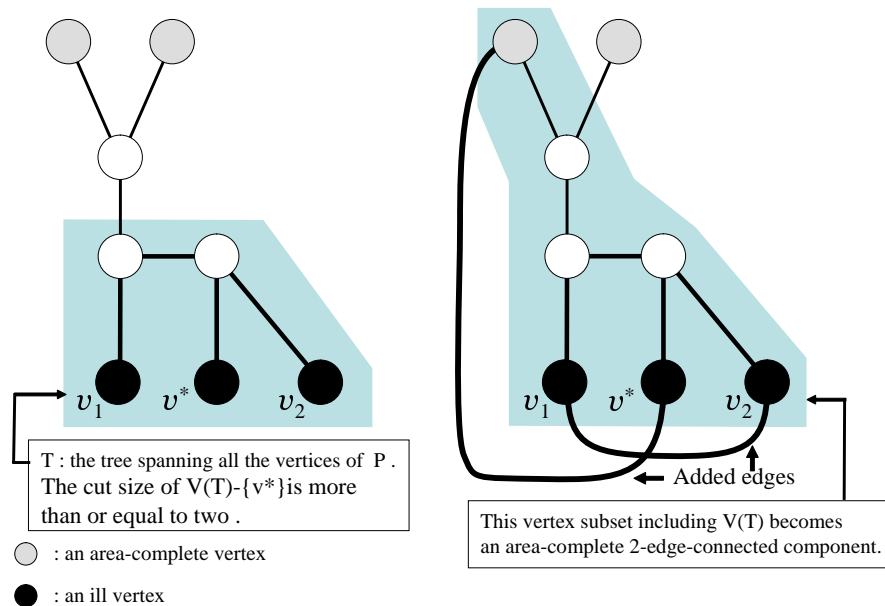 v1 v* v2
v1 v* v2
T : the tree spanning all the vertices of P .
The cut size of V(T)-{v*}is more
than or equal to two .
Added edges
This vertex subset including V(T) becomes
an area-complete 2-edge-connected component.
: an area-complete vertex
: an ill vertex